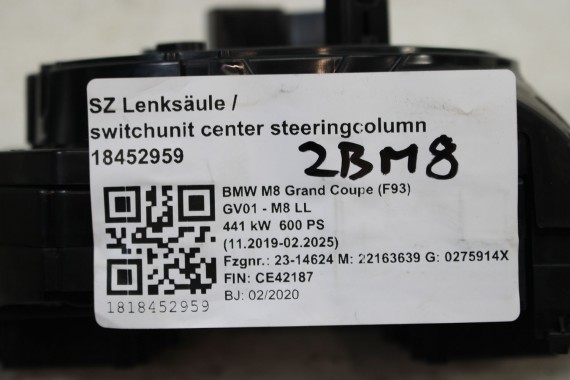 SZ Lenksäule /
switchunit center steeringcolumn
18452959
2BM8
BMW M8 Grand Coupe (F93)
GV01 - M8 LL
441 kW 600 PS
(11.2019-02.2025)
Fzgnr.: 23-14624 M: 22163639 G: 0275914X
FIN: CE42187
BJ: 02/2020
1818452959